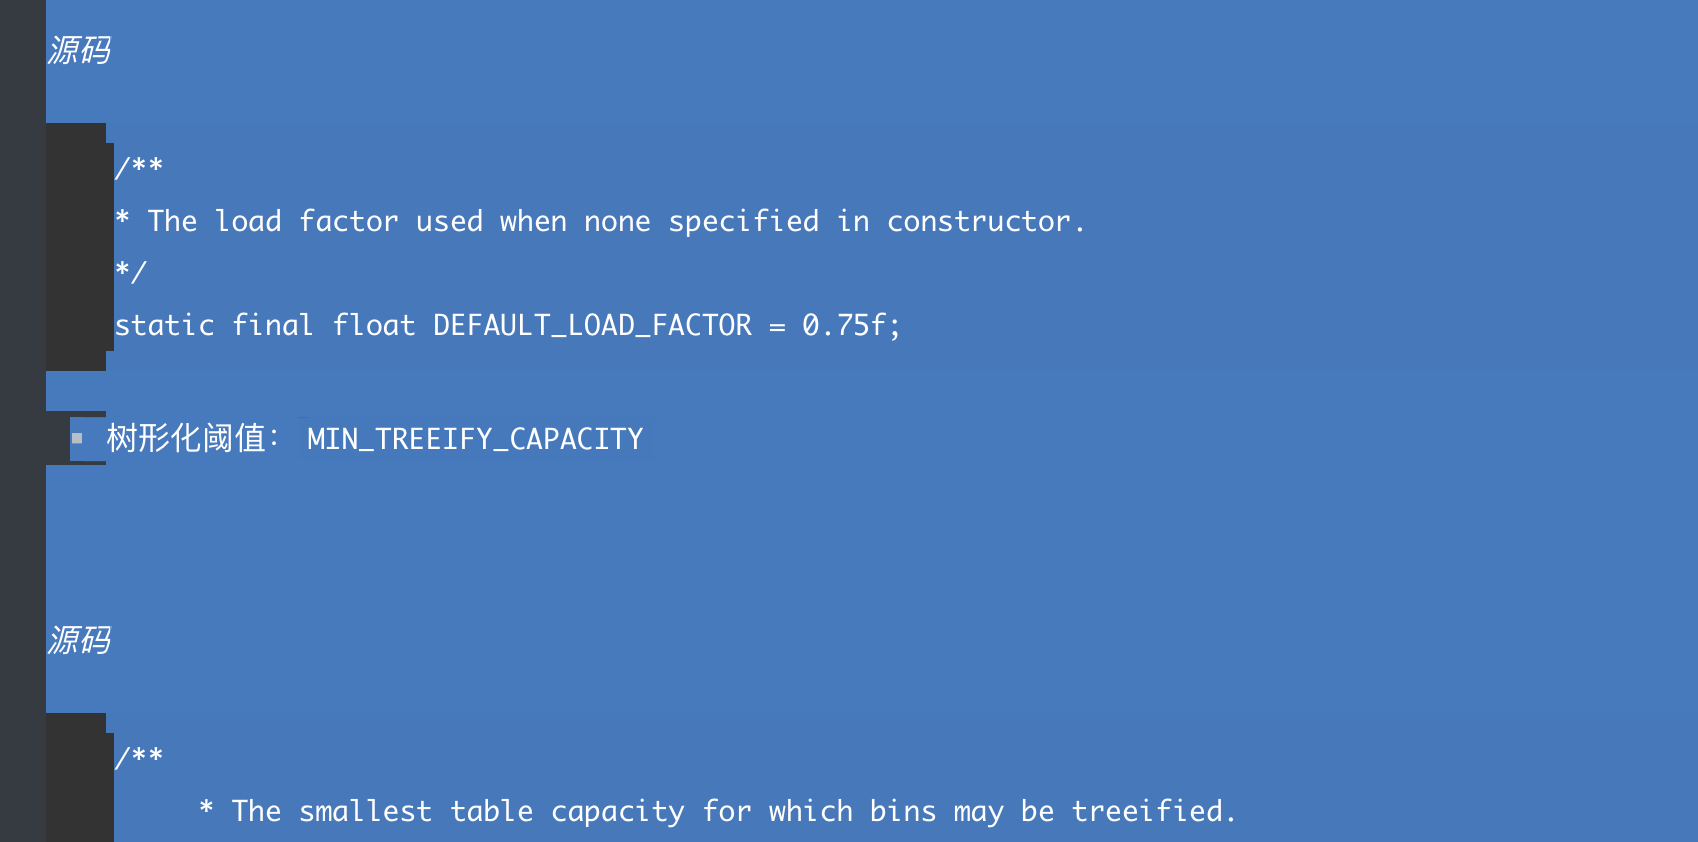 源码
/**
* The load factor used when none specified in constructor.
*/
static final float DEFAULT_LOAD_FACTOR = 0.75f;
树形化阈值： MIN_TREEIFY_CAPACITY
源码
/**
* The smallest table capacity for which bins may be treeified.